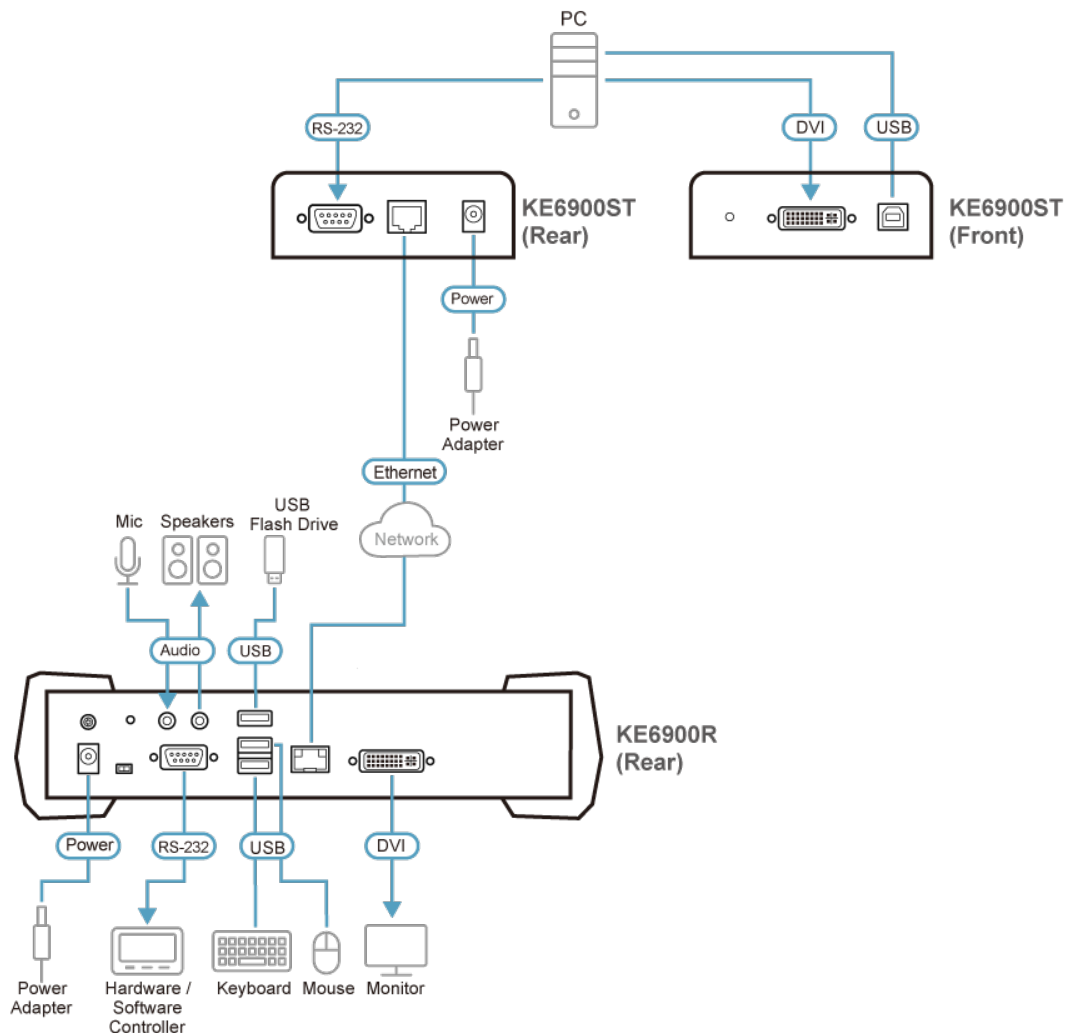 PC
RS-232
DVI
USB
KE6900ST
(Rear)
KE6900ST
(Front)
Power
Power
Adapter
Ethernet
Network
Mic
Speakers
USB
Flash Drive
Audio
USB
KE6900R
(Rear)
Power
RS-232
USB
DVI
Power
Adapter
Hardware /
Software
Controller
Keyboard
Mouse
Monitor